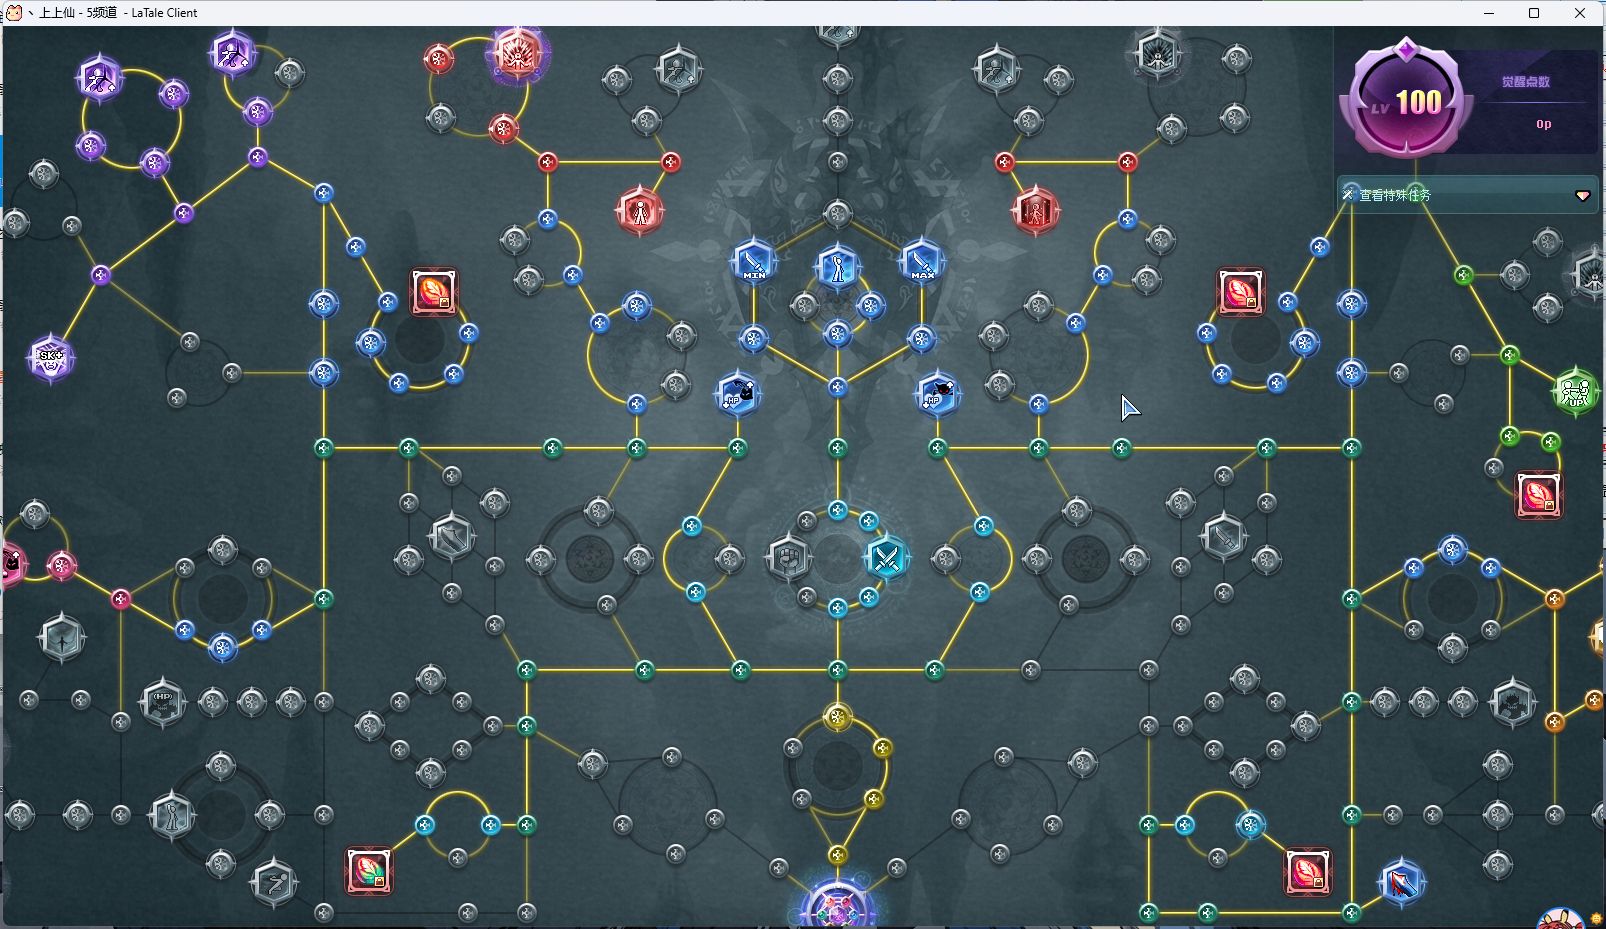 丶 上上仙 - 5频道 - LaTale Client
LV 100
觉醒点数
0p
查看特殊任务
MIN
MAX
SK+
HP
HP
UP
(HP)